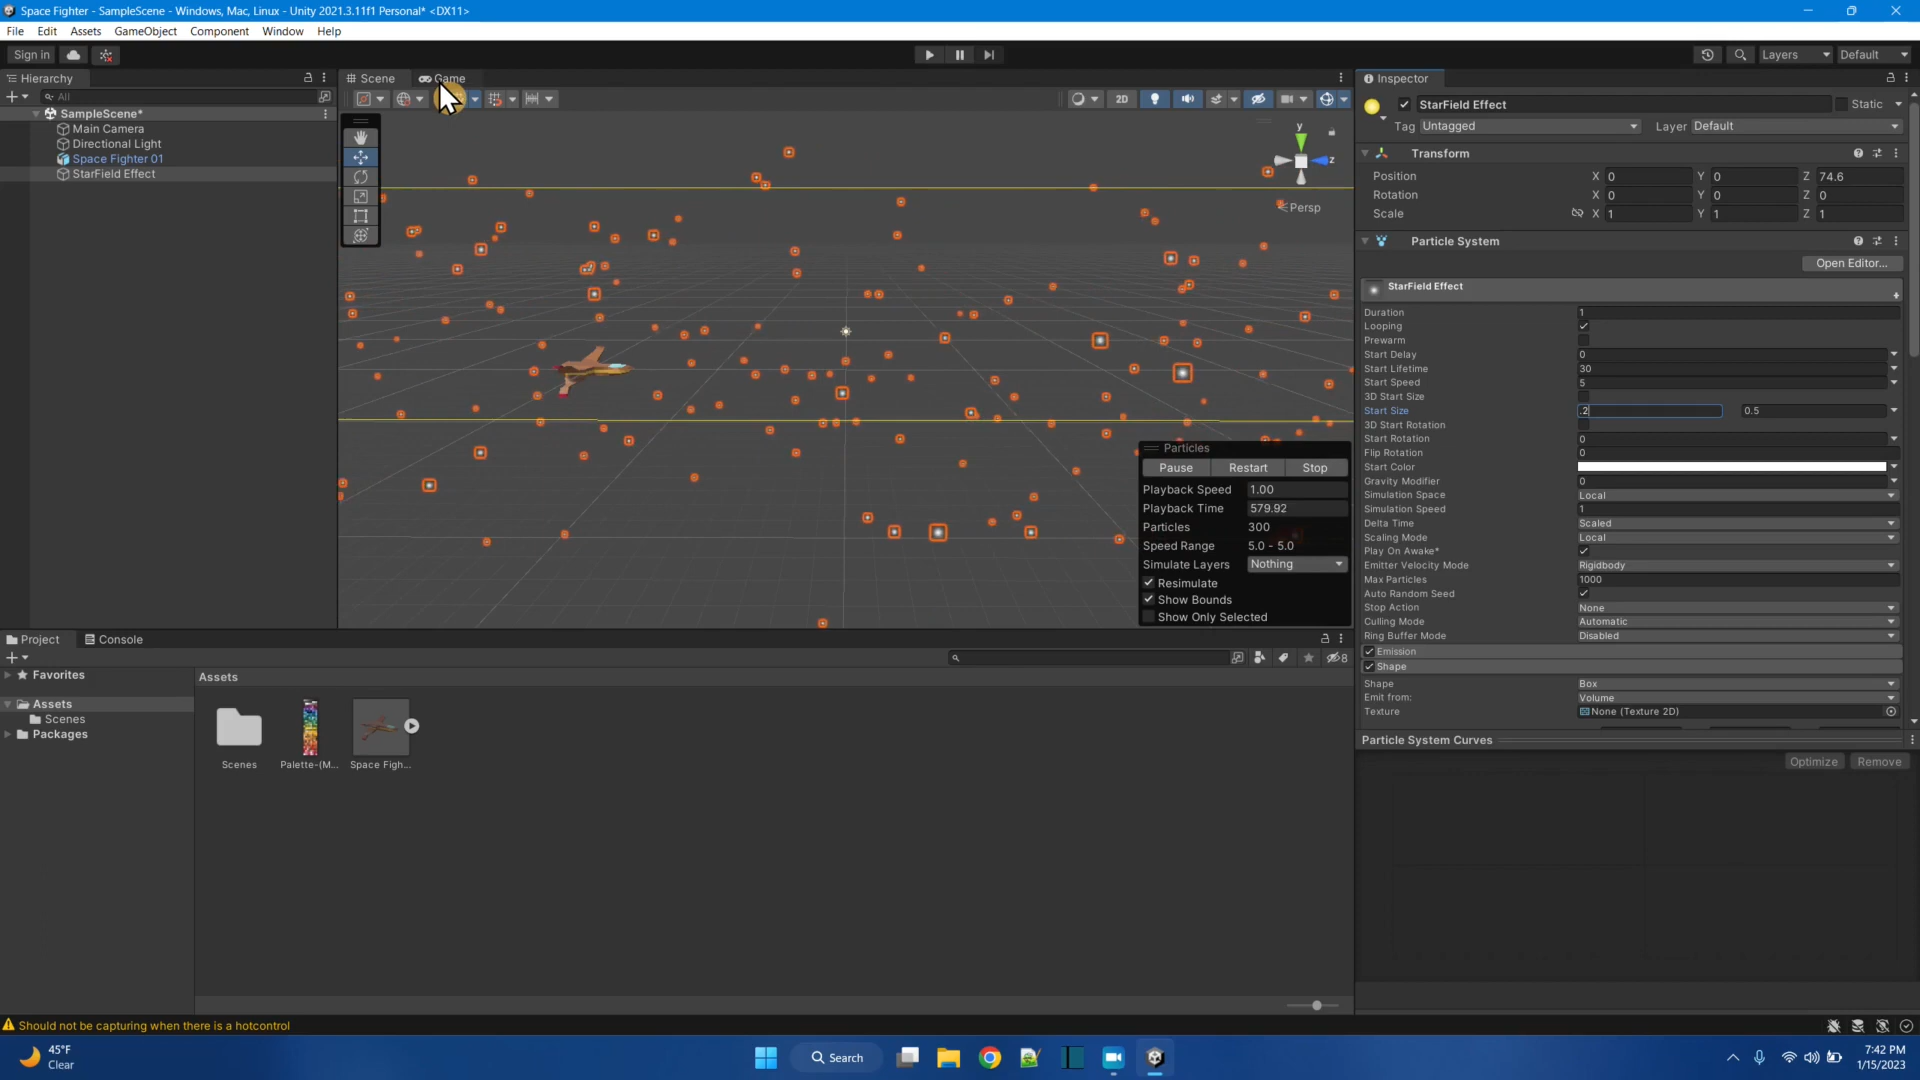 Space Fighter - SampleScene - Windows, Mac, Linux - Unity 2021.3.11f1 Personal* <DX11>
File Edit Assets GameObject Component Window Help
Sign in Layers Default
Hierarchy
All
SampleScene*
Main Camera
Directional Light
Space Fighter 01
StarField Effect
Scene Game
2D
y
z
Persp
Particles
Pause Restart Stop
Playback Speed 1.00
Playback Time 579.92
Particles 300
Speed Range 5.0 - 5.0
Simulate Layers Nothing
Resimulate
Show Bounds
Show Only Selected
Inspector
StarField Effect Static
Tag Untagged Layer Default
Transform
Position X 0 Y 0 Z 74.6
Rotation X 0 Y 0 Z 0
Scale X 1 Y 1 Z 1
Particle System
Open Editor...
StarField Effect
Duration 1
Looping
Prewarm
Start Delay 0
Start Lifetime 30
Start Speed 5
3D Start Size
Start Size .2 0.5
3D Start Rotation
Start Rotation 0
Flip Rotation 0
Start Color
Gravity Modifier 0
Simulation Space Local
Simulation Speed 1
Delta Time Scaled
Scaling Mode Local
Play On Awake*
Emitter Velocity Mode Rigidbody
Max Particles 1000
Auto Random Seed
Stop Action None
Culling Mode Automatic
Ring Buffer Mode Disabled
Emission
Shape
Shape Box
Emit from: Volume
Texture None (Texture 2D)
Particle System Curves
Optimize Remove
Project Console
8
Favorites
Assets
Scenes
Packages
Assets
Scenes Palette-(M... Space Figh...
Should not be capturing when there is a hotcontrol
45°F
Clear
Search
7:42 PM
1/15/2023